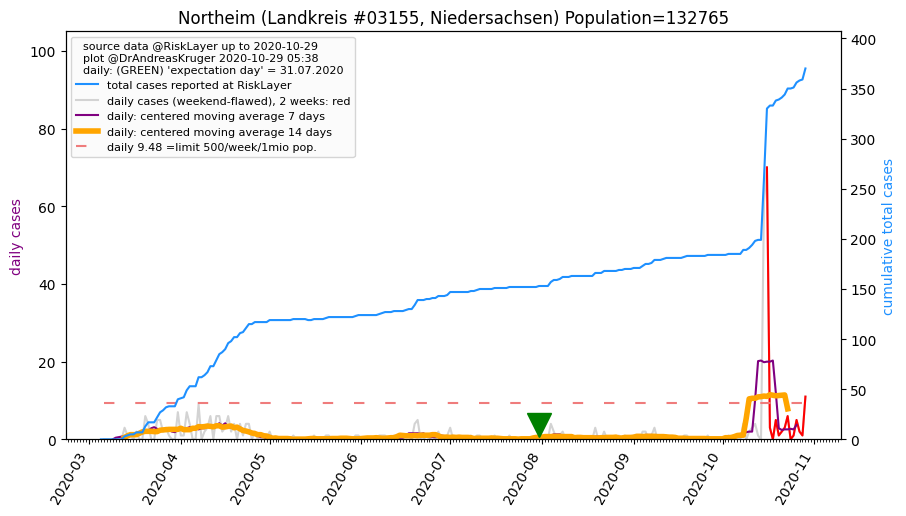 Northeim (Landkreis #03155, Niedersachsen) Population=132765
source data @RiskLayer up to 2020-10-29
plot @DrAndreasKruger 2020-10-29 05:38
daily: (GREEN) 'expectation day' = 31.07.2020
total cases reported at RiskLayer
daily cases (weekend-flawed), 2 weeks: red
daily: centered moving average 7 days
daily: centered moving average 14 days
daily 9.48 =limit 500/week/1mio pop.
daily cases
100
80
60
40
20
0
cumulative total cases
400
350
300
250
200
150
100
50
0
2020-03
2020-04
2020-05
2020-06
2020-07
2020-08
2020-09
2020-10
2020-11